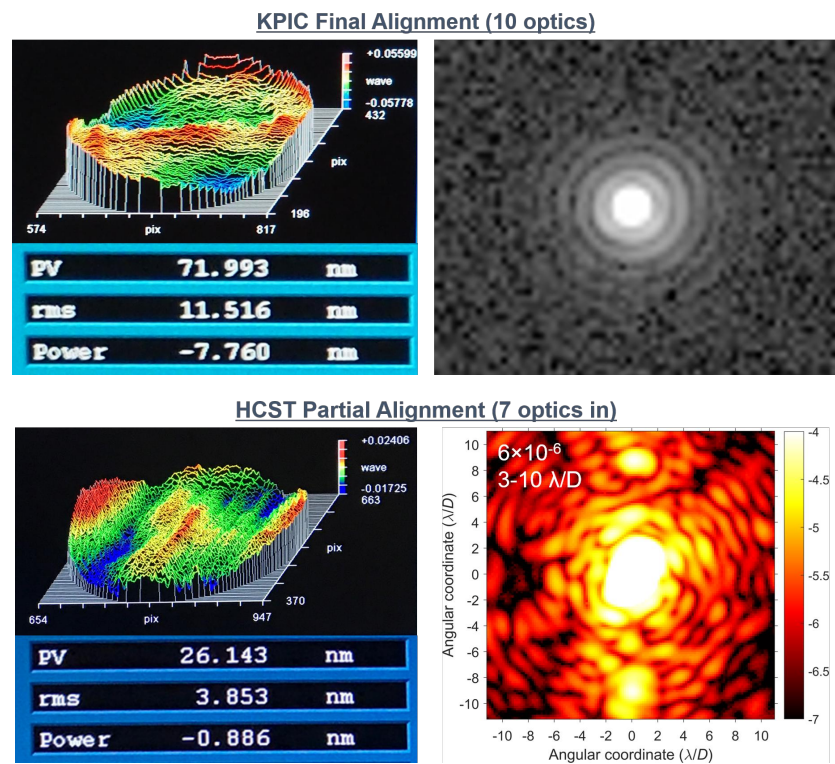 KPIC Final Alignment (10 optics)
+0.05599
wave
-0.05778
432
pix
196
574
pix
817
PV 71.993 nm
rms 11.516 nm
Power -7.760 nm
HCST Partial Alignment (7 optics in)
+0.02406
wave
-0.01725
663
pix
370
654
pix
947
PV 26.143 nm
rms 3.853 nm
Power -0.886 nm
6×10-6
3-10 λ/D
Angular coordinate (λ/D)
10
8
6
4
2
0
-2
-4
-6
-8
-10
-10 -8 -6 -4 -2 0 2 4 6 8 10
Angular coordinate (λ/D)
-4
-4.5
-5
-5.5
-6
-6.5
-7